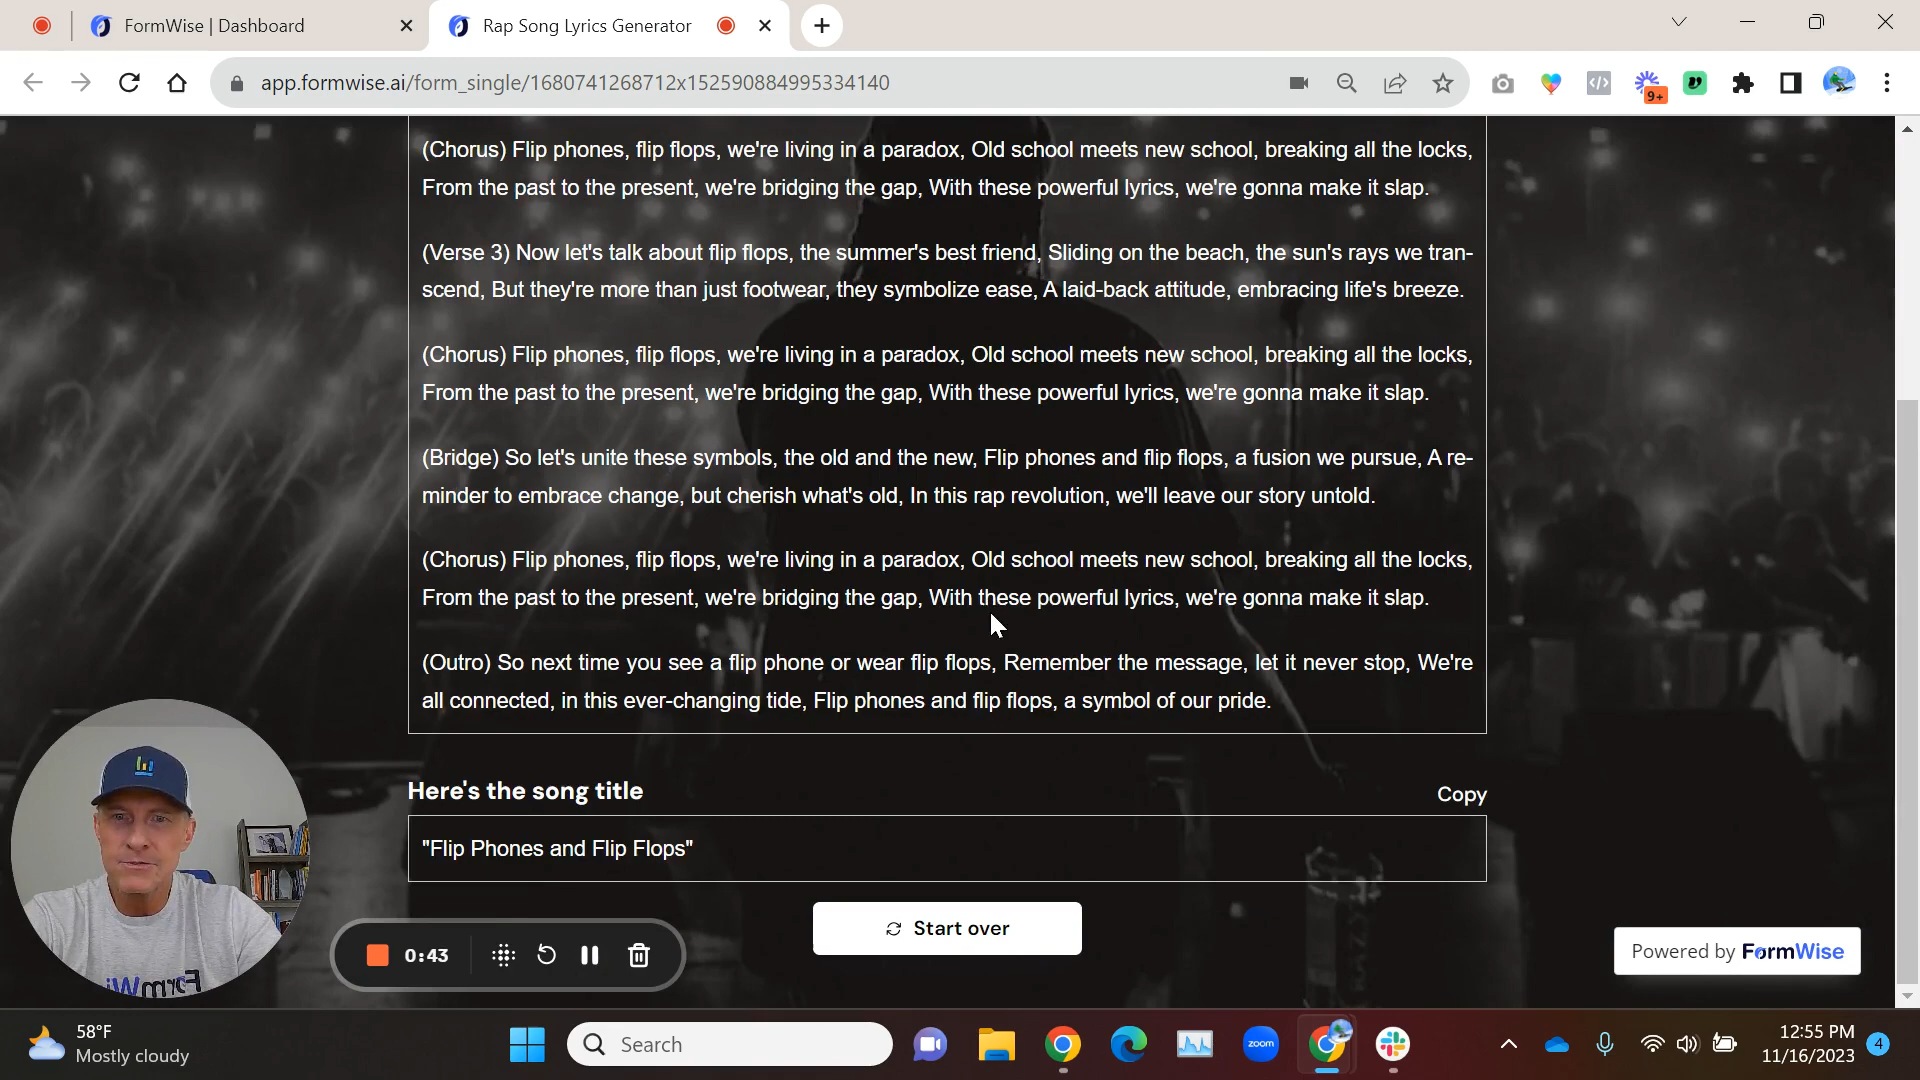 FormWise | Dashboard
Rap Song Lyrics Generator
app.formwise.ai/form_single/1680741268712x152590884995334140
9+
(Chorus) Flip phones, flip flops, we're living in a paradox, Old school meets new school, breaking all the locks,
From the past to the present, we're bridging the gap, With these powerful lyrics, we're gonna make it slap.
(Verse 3) Now let's talk about flip flops, the summer's best friend, Sliding on the beach, the sun's rays we tran-
scend, But they're more than just footwear, they symbolize ease, A laid-back attitude, embracing life's breeze.
(Chorus) Flip phones, flip flops, we're living in a paradox, Old school meets new school, breaking all the locks,
From the past to the present, we're bridging the gap, With these powerful lyrics, we're gonna make it slap.
(Bridge) So let's unite these symbols, the old and the new, Flip phones and flip flops, a fusion we pursue, A re-
minder to embrace change, but cherish what's old, In this rap revolution, we'll leave our story untold.
(Chorus) Flip phones, flip flops, we're living in a paradox, Old school meets new school, breaking all the locks,
From the past to the present, we're bridging the gap, With these powerful lyrics, we're gonna make it slap.
(Outro) So next time you see a flip phone or wear flip flops, Remember the message, let it never stop, We're
all connected, in this ever-changing tide, Flip phones and flip flops, a symbol of our pride.
Here's the song title
Copy
"Flip Phones and Flip Flops"
Start over
0:43
Powered by FormWise
58°F
Mostly cloudy
Search
zoom
12:55 PM
11/16/2023
4